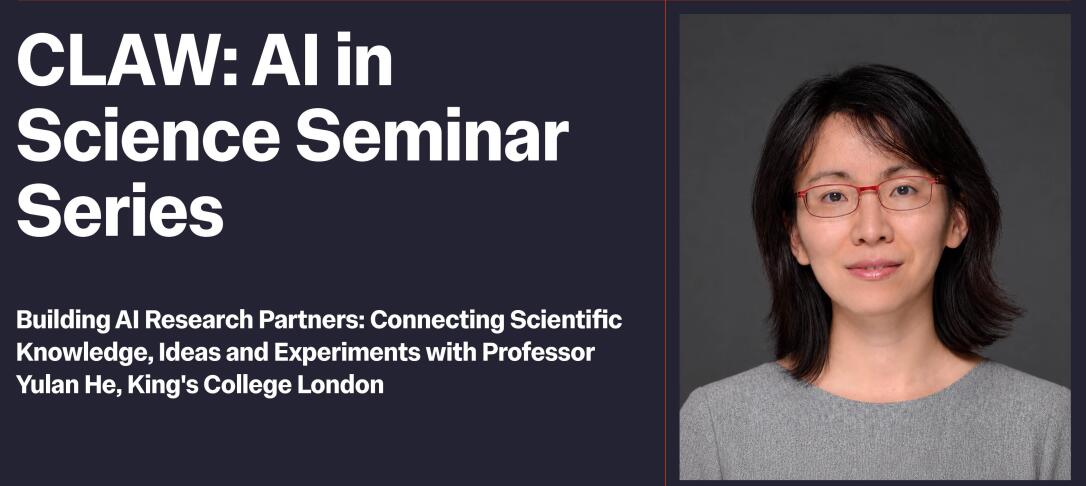 CLAW: AI in
Science Seminar
Series
Building AI Research Partners: Connecting Scientific
Knowledge, Ideas and Experiments with Professor
Yulan He, King's College London